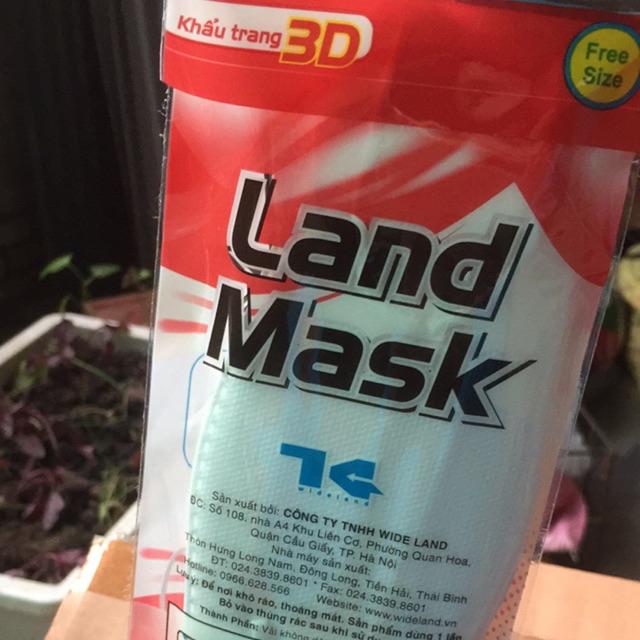 Khẩu trang 3D
Free
Size
Land
Mask
wideland
Sản xuất bởi: CÔNG TY TNHH WIDE LAND
ĐC: Số 108, nhà A4 Khu Liên Cơ, Phường Quan Hoa,
Quận Cầu Giấy, TP. Hà Nội
Nhà máy sản xuất:
Thôn Hưng Long Nam, Đông Long, Tiền Hải, Thái Bình
ĐT: 024.3839.8601 * Fax: 024.3839.8601
Hotline: 0966.628.566 Website: www.wideland.vn
Lưu ý: Để nơi khô ráo, thoáng mát. Sản phẩm dùng 1 lần.
Bỏ vào thùng rác sau khi sử
Thành Phần: Vải không